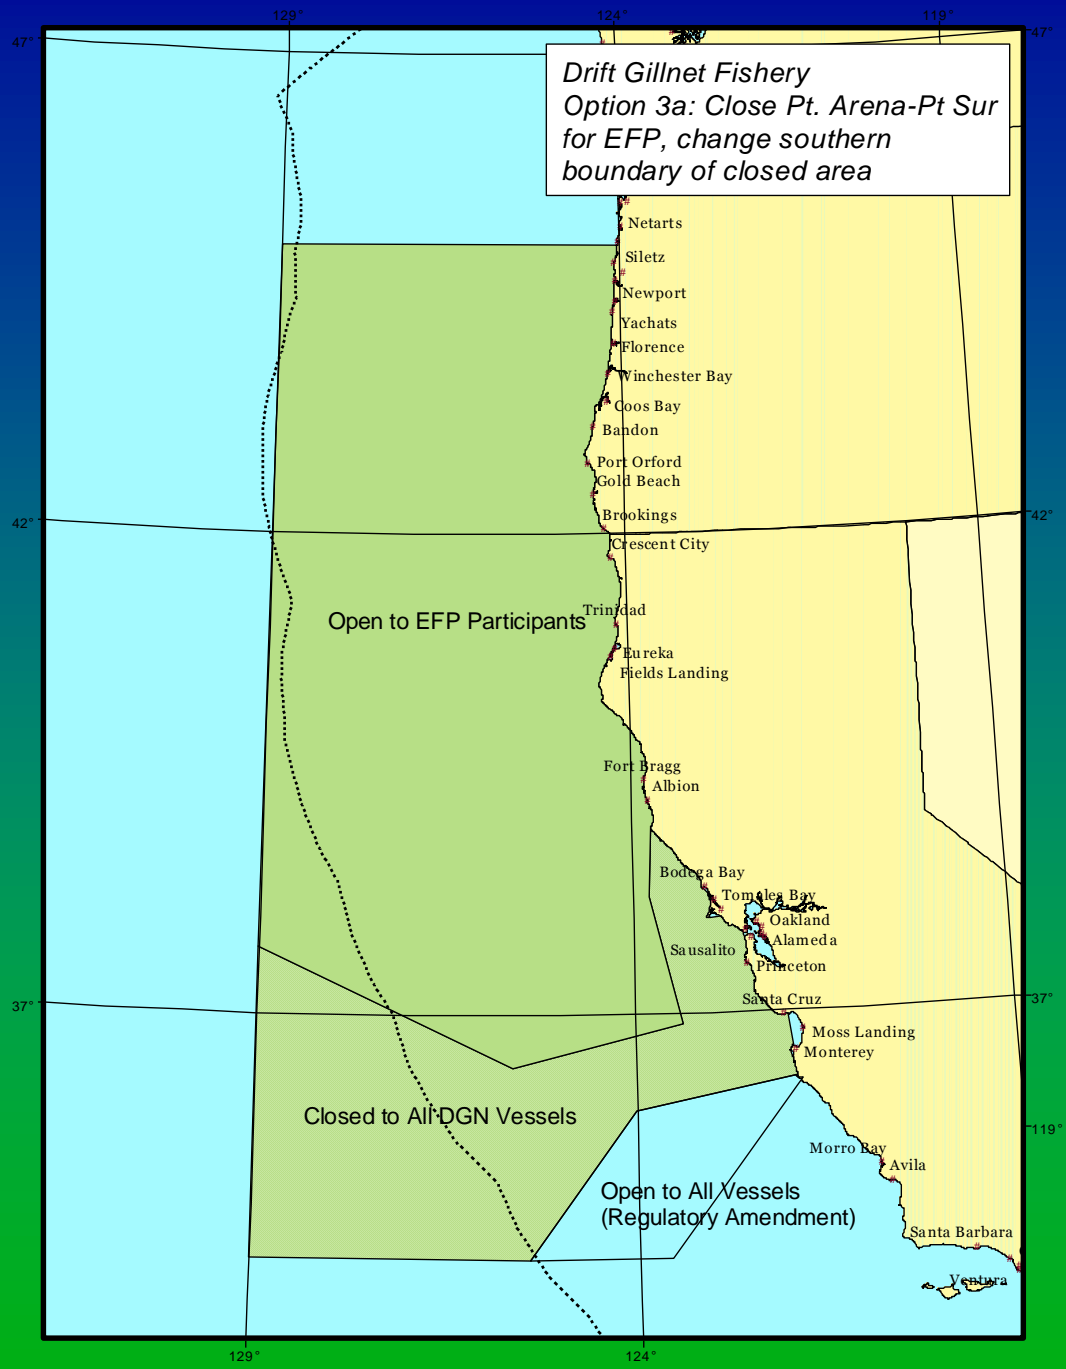 129°
124°
119°
47°
47°
Drift Gillnet Fishery
Option 3a: Close Pt. Arena-Pt Sur
for EFP, change southern
boundary of closed area
Netarts
Siletz
Newport
Yachats
Florence
Winchester Bay
Coos Bay
Bandon
Port Orford
Gold Beach
Brookings
42°
42°
Crescent City
Trinidad
Open to EFP Participants
Eureka
Fields Landing
Fort Bragg
Albion
Bodega Bay
Tomales Bay
Oakland
Alameda
Sausalito
Princeton
Santa Cruz
37°
37°
Moss Landing
Monterey
Closed to All DGN Vessels
119°
Morro Bay
Avila
Open to All Vessels
(Regulatory Amendment)
Santa Barbara
Ventura
129°
124°